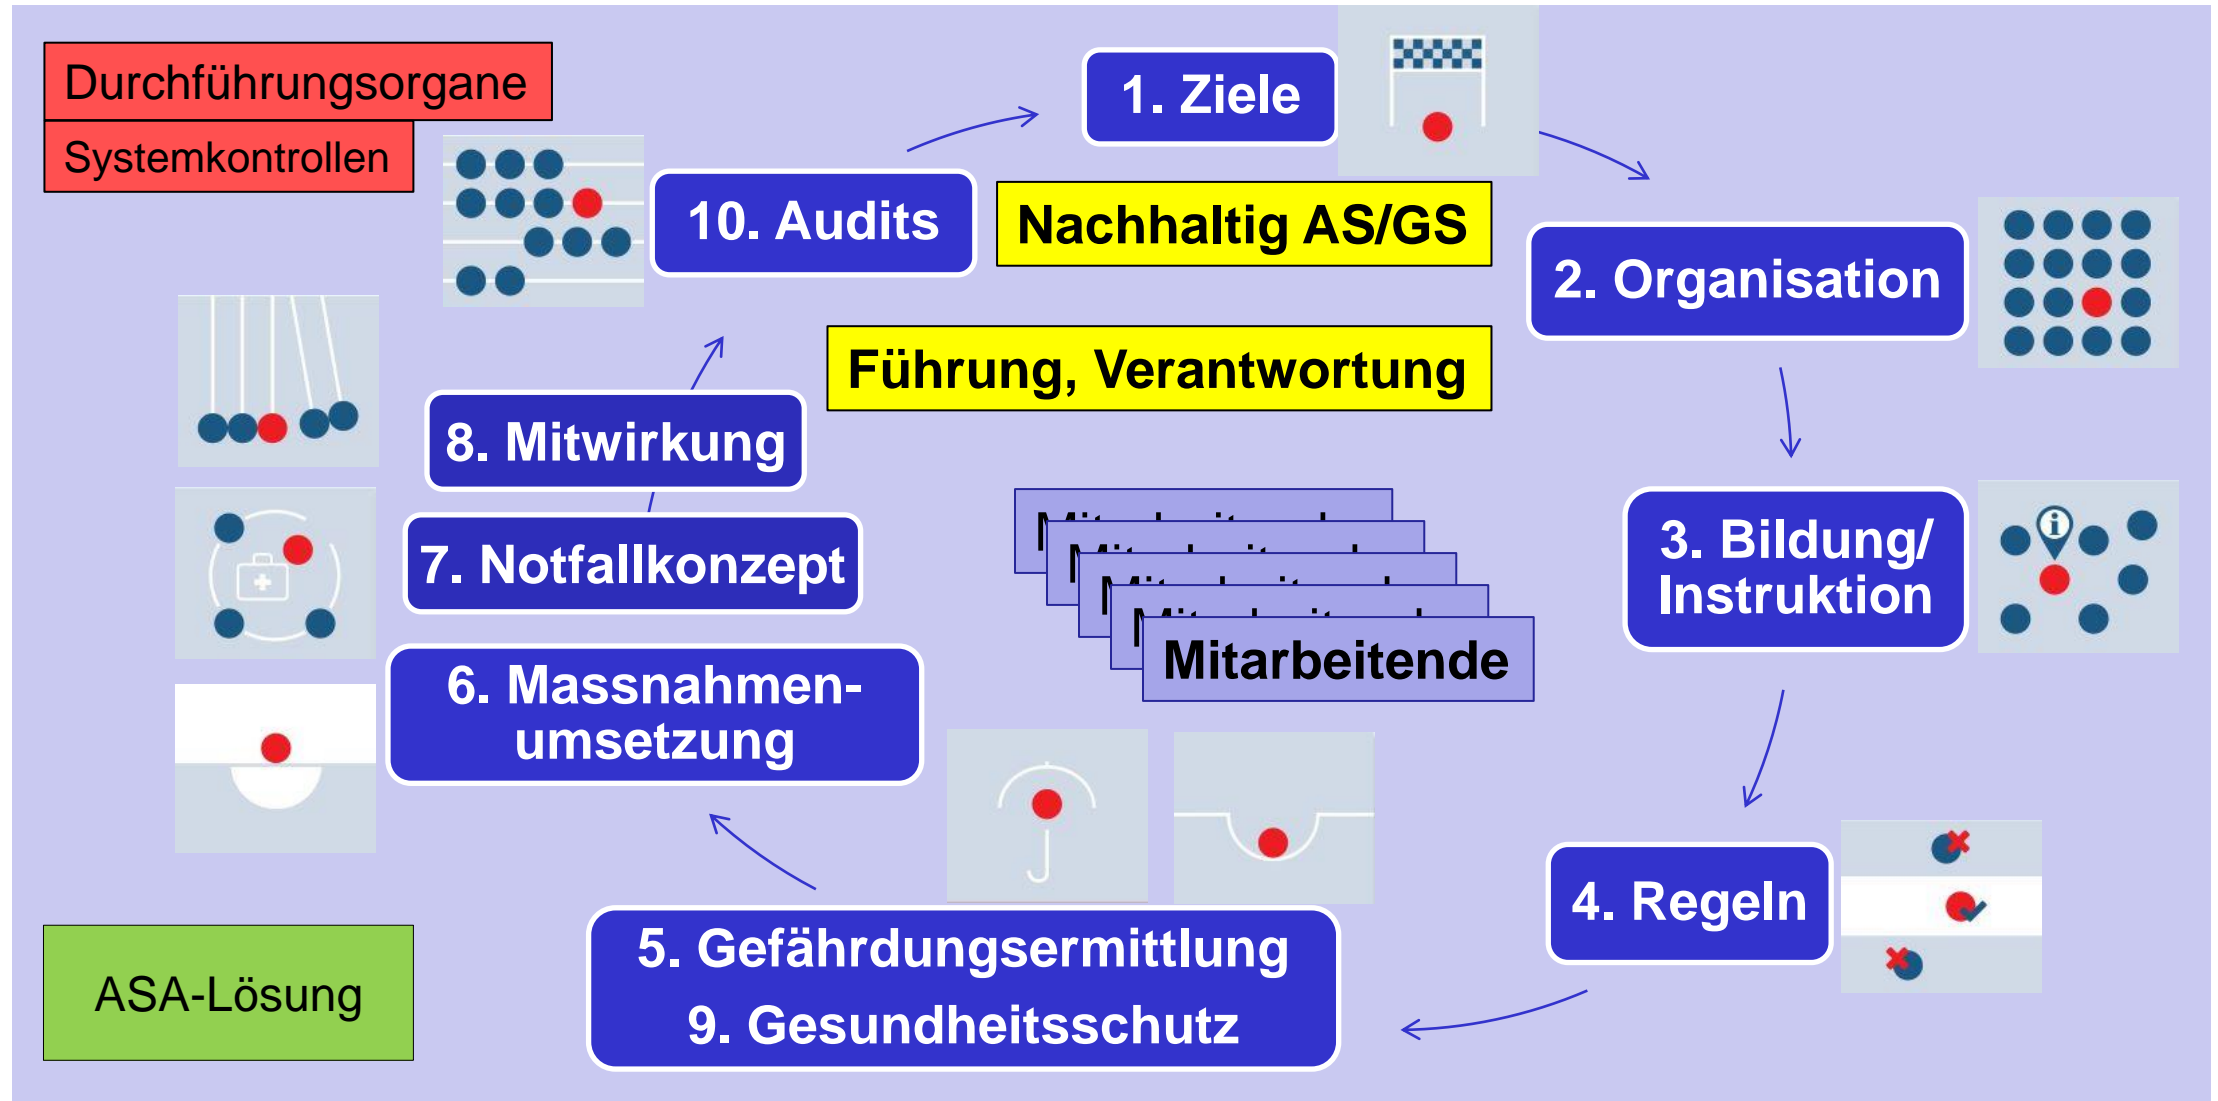 Durchführungsorgane
Systemkontrollen
1. Ziele
10. Audits
Nachhaltig AS/GS
2. Organisation
Führung, Verantwortung
8. Mitwirkung
3. Bildung/
Instruktion
7. Notfallkonzept
Mitarbeitende
6. Massnahmen-
umsetzung
4. Regeln
5. Gefährdungsermittlung
9. Gesundheitsschutz
ASA-Lösung